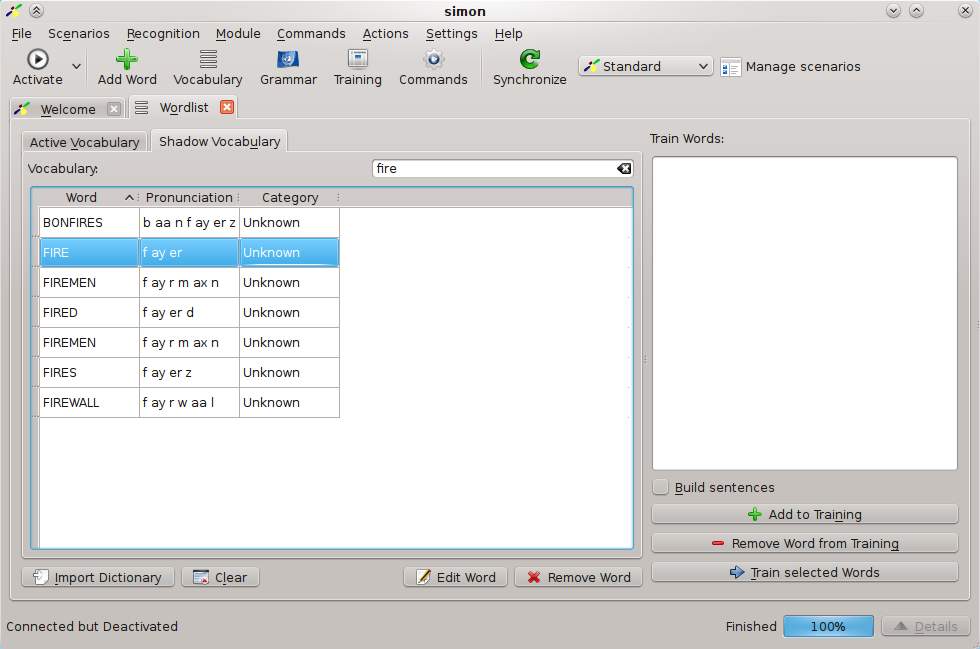 simon
File Scenarios Recognition Module Commands Actions Settings Help
Activate Add Word Vocabulary Grammar Training Commands Synchronize Standard Manage scenarios
Welcome Wordlist
Active Vocabulary Shadow Vocabulary
Vocabulary: fire
Word Pronunciation Category
BONFIRES b aa n f ay er z Unknown
FIRE f ay er Unknown
FIREMEN f ay r m ax n Unknown
FIRED f ay er d Unknown
FIREMEN f ay r m ax n Unknown
FIRES f ay er z Unknown
FIREWALL f ay r w aa l Unknown
Import Dictionary Clear Edit Word Remove Word
Train Words:
Build sentences
Add to Training
Remove Word from Training
Train selected Words
Connected but Deactivated Finished 100% Details